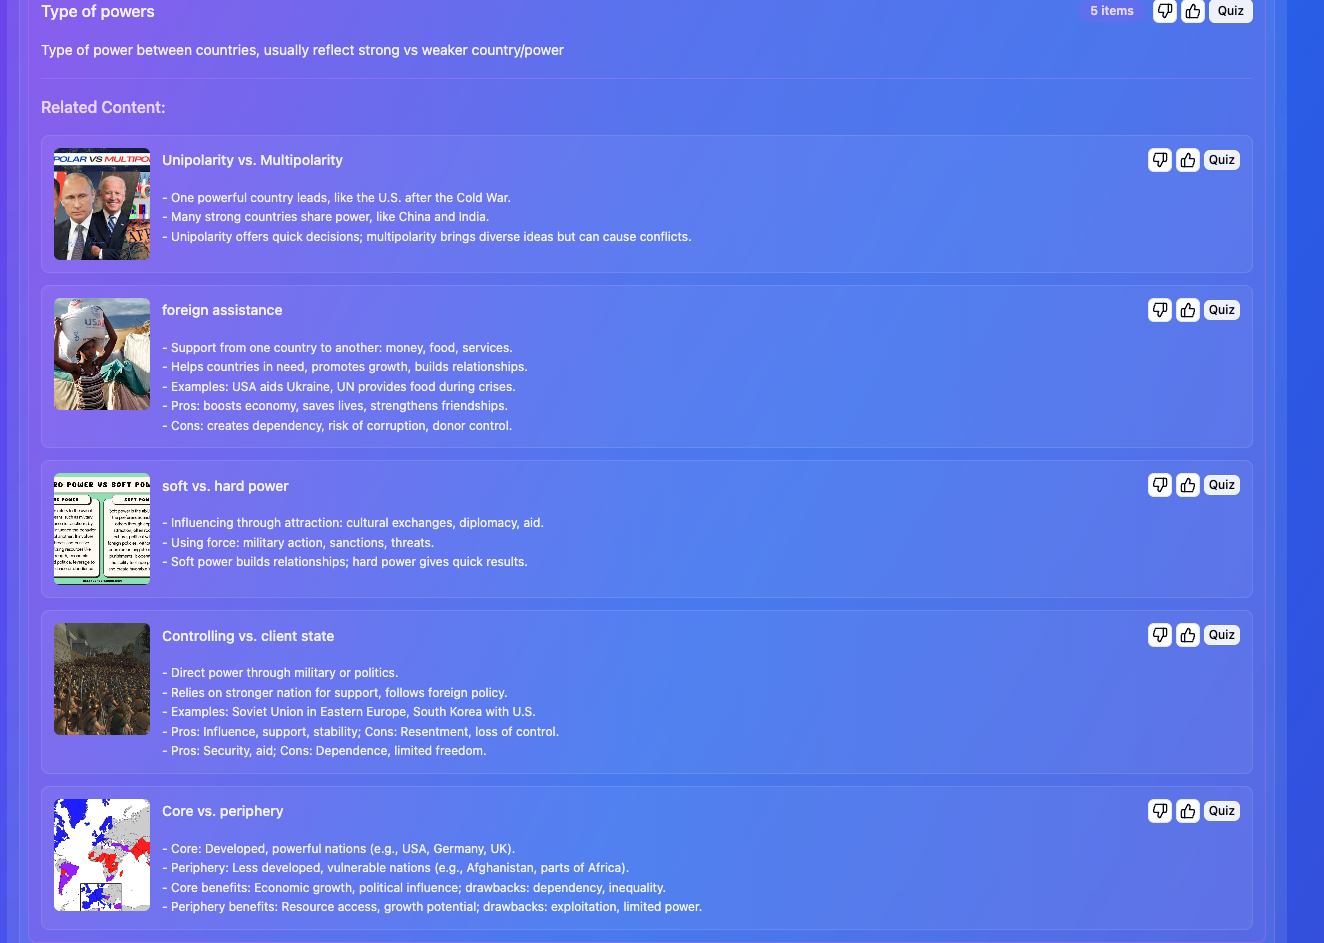 Type of powers
5 items
Quiz
Type of power between countries, usually reflect strong vs weaker country/power
Related Content:
POLAR VS MULTIPO
Unipolarity vs. Multipolarity
Quiz
- One powerful country leads, like the U.S. after the Cold War.
- Many strong countries share power, like China and India.
- Unipolarity offers quick decisions; multipolarity brings diverse ideas but can cause conflicts.
foreign assistance
Quiz
- Support from one country to another: money, food, services.
- Helps countries in need, promotes growth, builds relationships.
- Examples: USA aids Ukraine, UN provides food during crises.
- Pros: boosts economy, saves lives, strengthens friendships.
- Cons: creates dependency, risk of corruption, donor control.
RD POWER VS SOFT POW
soft vs. hard power
Quiz
- Influencing through attraction: cultural exchanges, diplomacy, aid.
- Using force: military action, sanctions, threats.
- Soft power builds relationships; hard power gives quick results.
Controlling vs. client state
Quiz
- Direct power through military or politics.
- Relies on stronger nation for support, follows foreign policy.
- Examples: Soviet Union in Eastern Europe, South Korea with U.S.
- Pros: Influence, support, stability; Cons: Resentment, loss of control.
- Pros: Security, aid; Cons: Dependence, limited freedom.
Core vs. periphery
Quiz
- Core: Developed, powerful nations (e.g., USA, Germany, UK).
- Periphery: Less developed, vulnerable nations (e.g., Afghanistan, parts of Africa).
- Core benefits: Economic growth, political influence; drawbacks: dependency, inequality.
- Periphery benefits: Resource access, growth potential; drawbacks: exploitation, limited power.